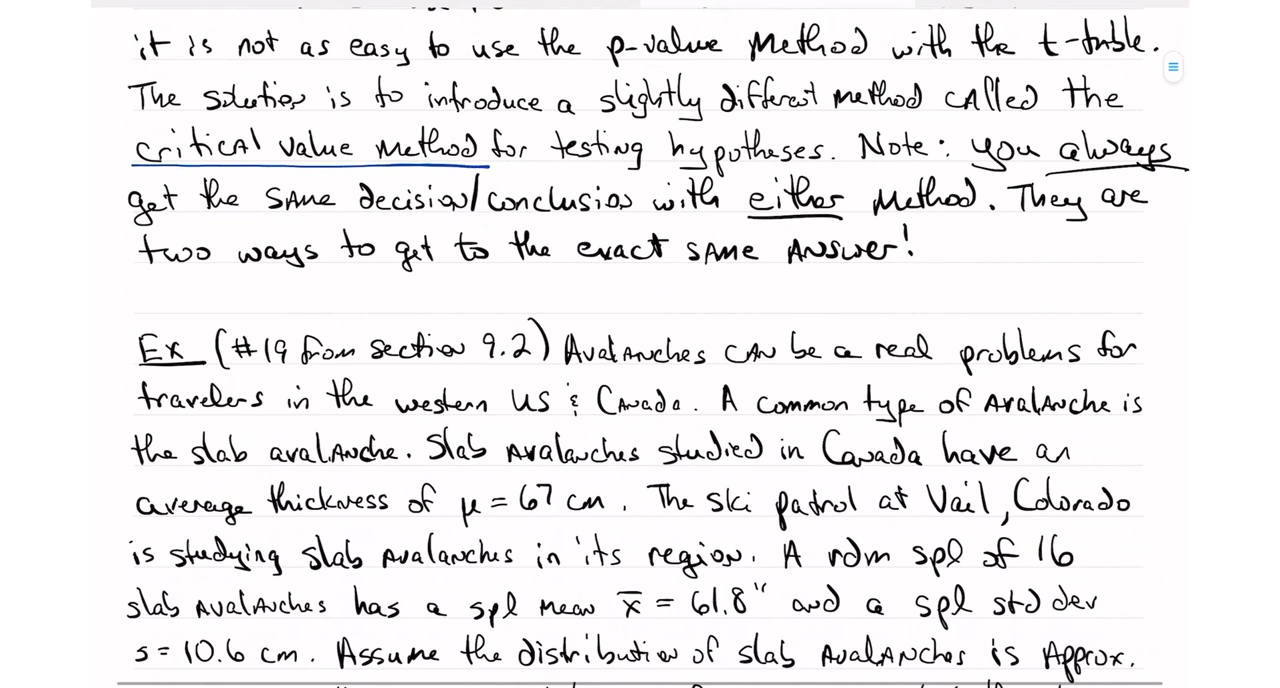 it is not as easy to use the p-value method with the t-table.
The solution is to introduce a slightly different method called the
critical value method for testing hypotheses. Note: you always
get the same decision/conclusion with either method. They are
two ways to get to the exact same answer!
Ex (#19 from section 9.2) Avalanches can be a real problems for
travelers in the western US & Canada. A common type of avalanche is
the slab avalanche. Slab avalanches studied in Canada have an
average thickness of μ = 67 cm. The ski patrol at Vail, Colorado
is studying slab avalanches in its region. A rdm spl of 16
slab avalanches has a spl mean x̄ = 61.8" and a spl std dev
s = 10.6 cm. Assume the distribution of slab avalanches is approx.